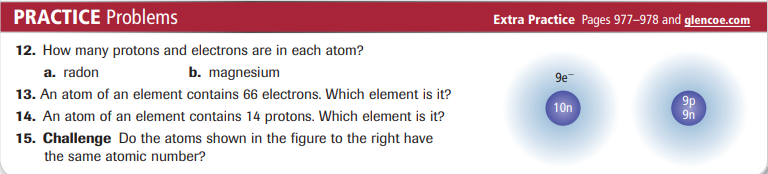 PRACTICE Problems
Extra Practice Pages 977–978 and glencoe.com
12. How many protons and electrons are in each atom?
a. radon b. magnesium
13. An atom of an element contains 66 electrons. Which element is it?
14. An atom of an element contains 14 protons. Which element is it?
15. Challenge Do the atoms shown in the figure to the right have
the same atomic number?
9e⁻
10n
9p
9n